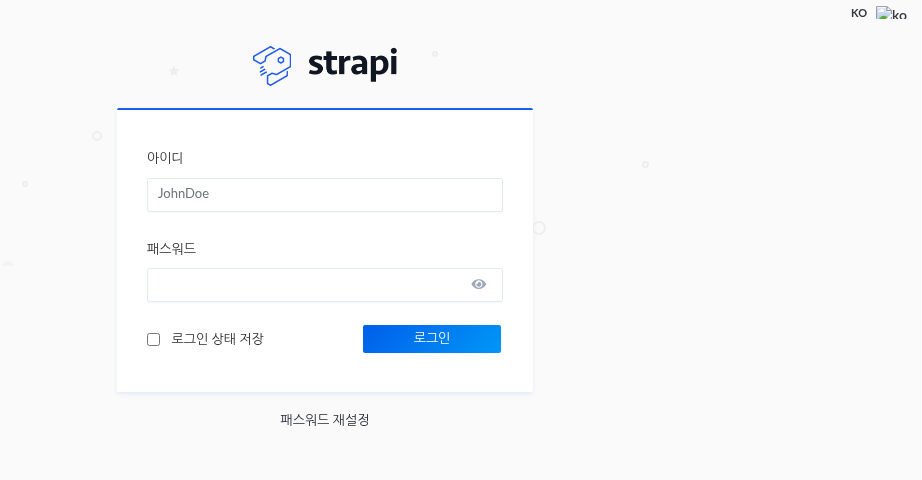 KO ko
strapi
아이디
JohnDoe
패스워드
로그인 상태 저장
로그인
패스워드 재설정